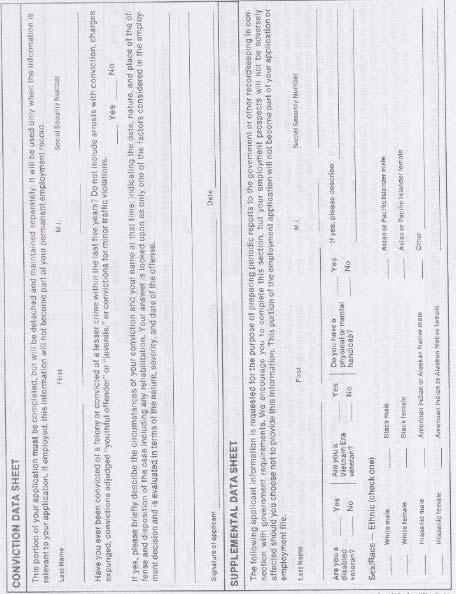 CONVICTION DATA SHEET
This portion of your application must be completed, but will be detached and maintained separately. It will be used only when the information is
relevant to your application. If employed, this information will not become part of your permanent employment record.
Last Name First M.I. Social Security Number
Have you ever been convicted of a felony or convicted of a lesser crime within the last five years? Do not include arrests with conviction, charges
expunged, convictions adjudged "youthful offender" or "juvenile," or convictions for minor traffic violations.
Yes No
If yes, please briefly describe the circumstances of your conviction and your name at that time; indicating the date, nature, and place of the of-
fense and disposition of the case including any rehabilitation. Your answer is looked upon as only one of the factors considered in the employ-
ment decision and is evaluated in terms of the nature, severity, and date of the offense.
Signature of applicant Date
SUPPLEMENTAL DATA SHEET
The following applicant information is requested for the purpose of preparing periodic reports to the government or other recordkeeping in con-
nection with government requirements. We encourage you to complete this section, but your employment prospects will not be adversely
affected should you choose not to provide this information. This portion of the employment application will not become part of your application or
employment file.
Last Name First M.I. Social Security Number
Are you a Yes Are you a Yes Do you have a Yes If yes, please describer
disabled No Vietnam Era No physical or mental No
veteran? veteran? handicap?
Sex/Race — Ethnic (check one)
White male Black male Asian or Pacific Islander male
White female Black female Asian or Pacific Islander female
Hispanic male American Indian or Alaskan Native male Other
Hispanic female American Indian or Alaskan Native female